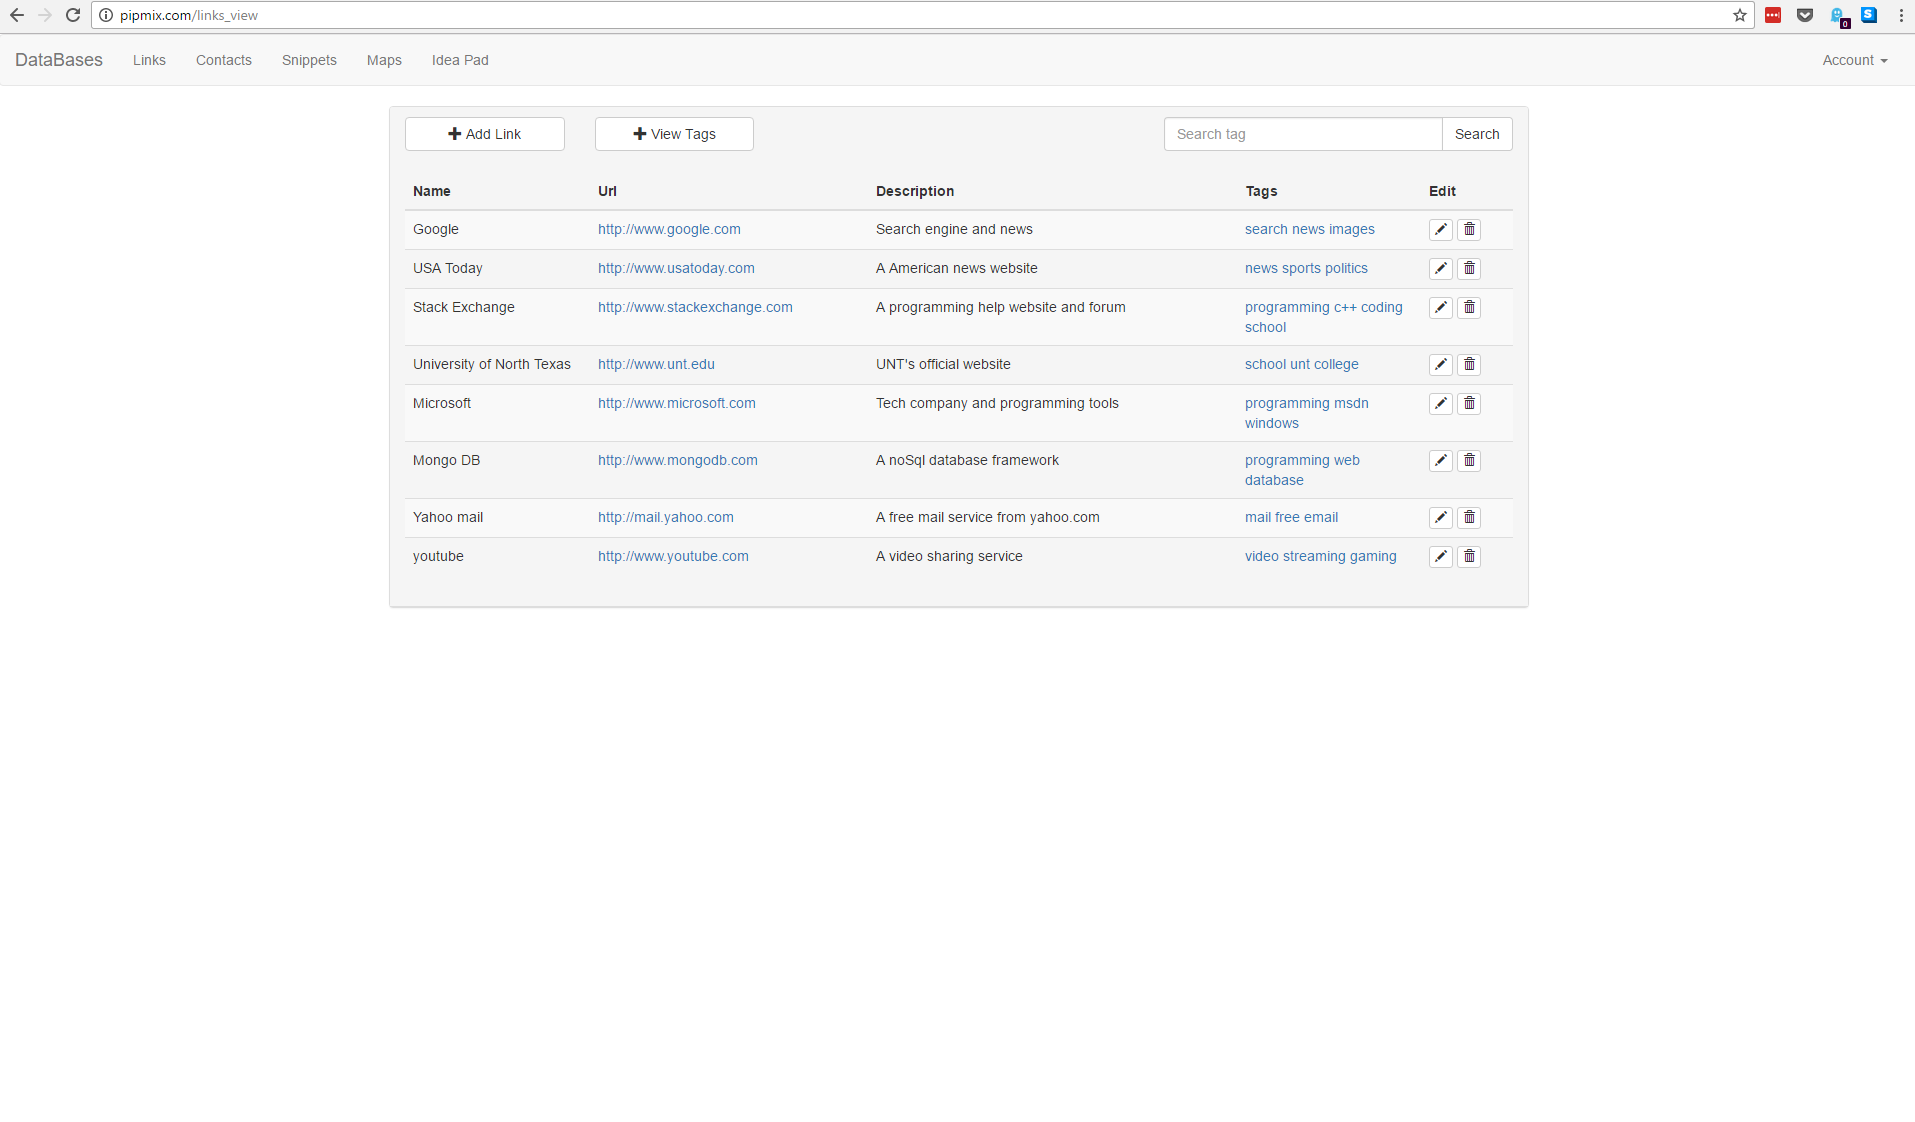 pipmix.com/links_view
0
DataBases Links Contacts Snippets Maps Idea Pad Account
Add Link View Tags Search tag Search
Name Url Description Tags Edit
Google http://www.google.com Search engine and news search news images
USA Today http://www.usatoday.com A American news website news sports politics
Stack Exchange http://www.stackexchange.com A programming help website and forum programming c++ coding
school
University of North Texas http://www.unt.edu UNT's official website school unt college
Microsoft http://www.microsoft.com Tech company and programming tools programming msdn
windows
Mongo DB http://www.mongodb.com A noSql database framework programming web
database
Yahoo mail http://mail.yahoo.com A free mail service from yahoo.com mail free email
youtube http://www.youtube.com A video sharing service video streaming gaming